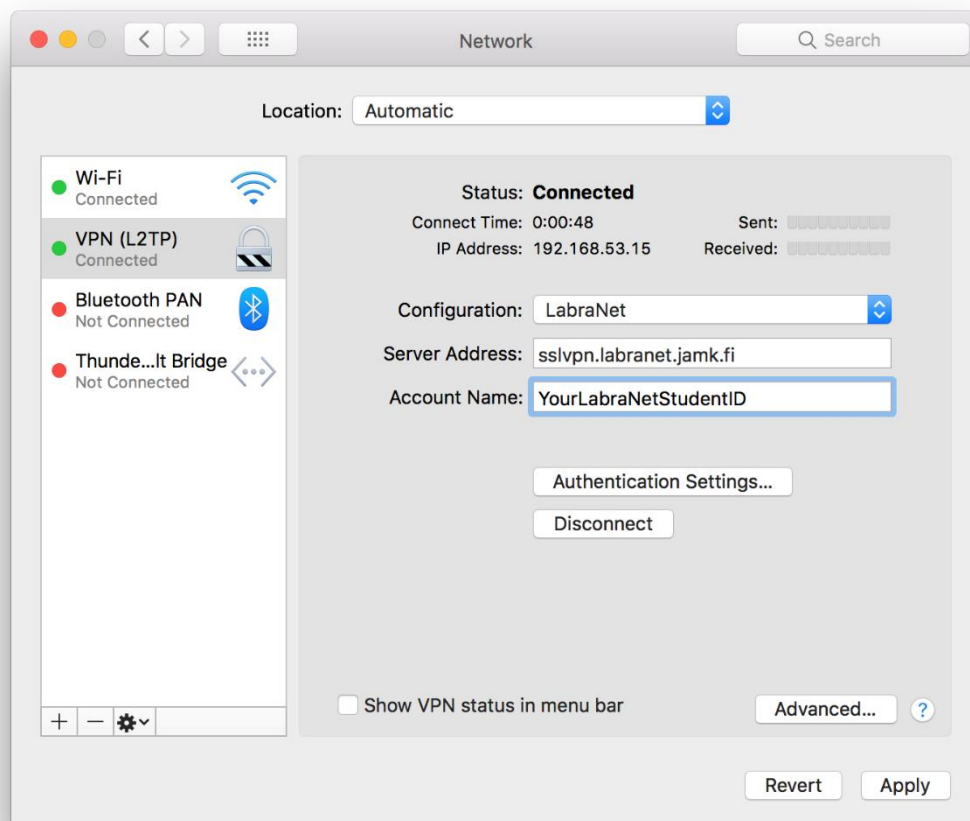 Network
Search
Location: Automatic
Wi-Fi
Connected
VPN (L2TP)
Connected
Bluetooth PAN
Not Connected
Thunde...lt Bridge
Not Connected
Status: Connected
Connect Time: 0:00:48 Sent:
IP Address: 192.168.53.15 Received:
Configuration: LabraNet
Server Address: sslvpn.labranet.jamk.fi
Account Name: YourLabraNetStudentID
Authentication Settings...
Disconnect
Show VPN status in menu bar
Advanced... ?
Revert Apply